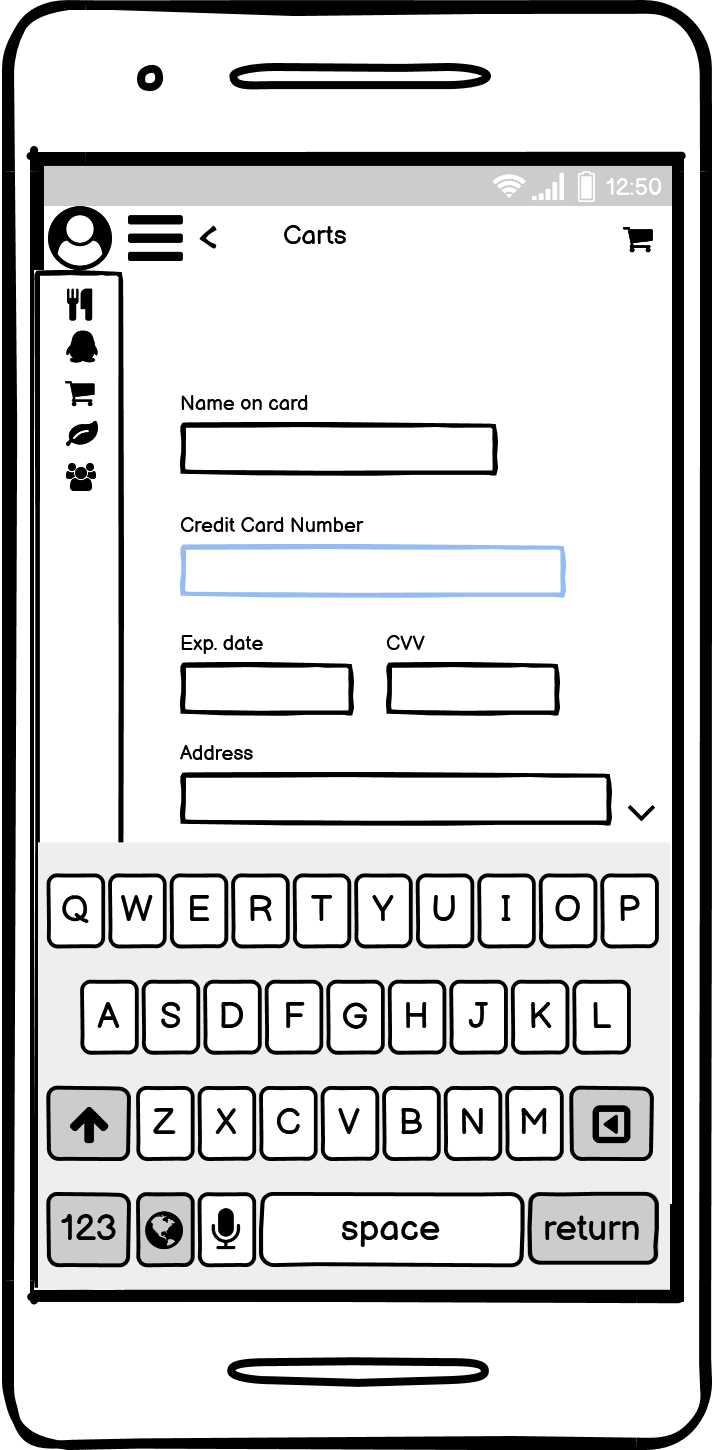 12:50
Carts
Name on card
Credit Card Number
Exp. date CVV
Address
Q W E R T Y U I O P
A S D F G H J K L
Z X C V B N M
123 space return